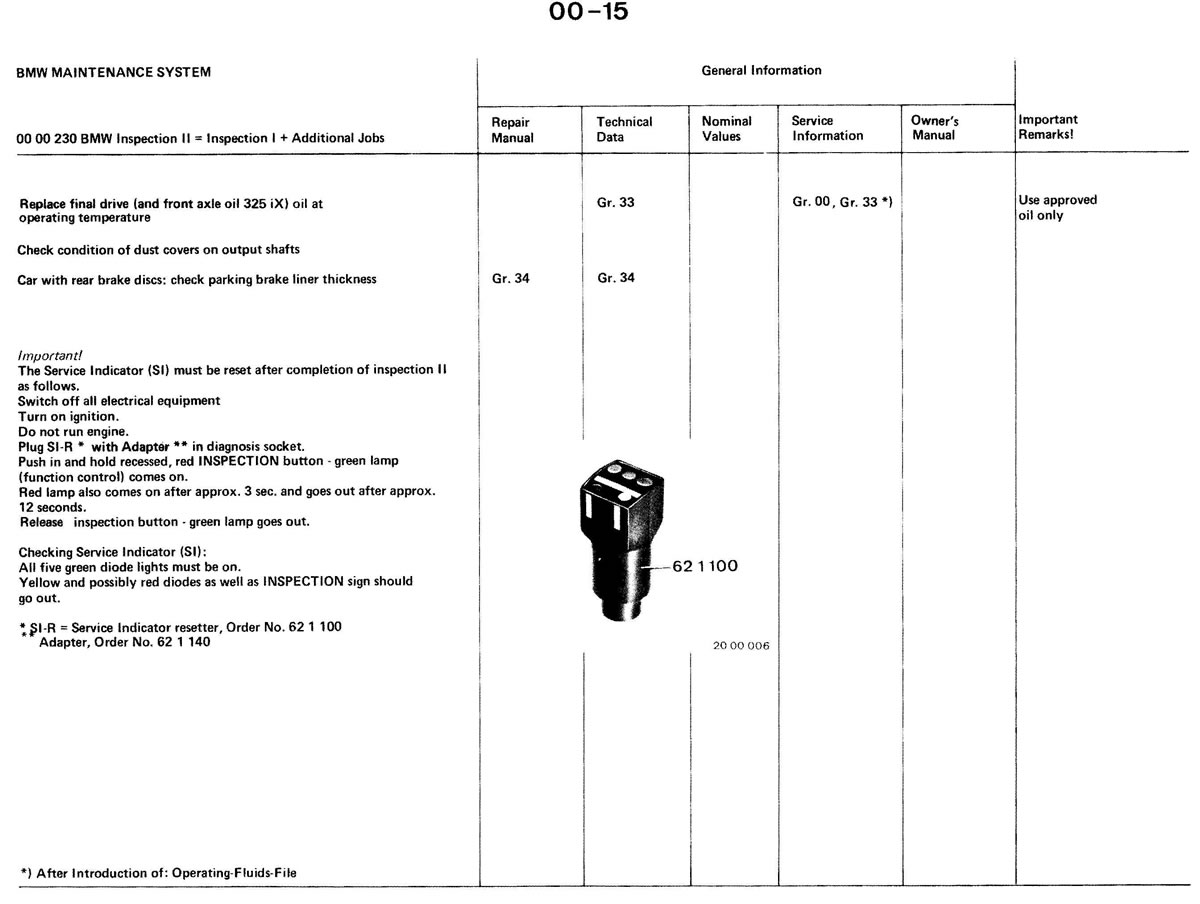 00-15
BMW MAINTENANCE SYSTEM
General Information
00 00 230 BMW Inspection II = Inspection I + Additional Jobs
Repair Manual
Technical Data
Nominal Values
Service Information
Owner's Manual
Important Remarks!
Replace final drive (and front axle oil 325 iX) oil at
operating temperature
Gr. 33
Gr. 00, Gr. 33 *)
Use approved
oil only
Check condition of dust covers on output shafts
Car with rear brake discs: check parking brake liner thickness
Gr. 34
Gr. 34
Important!
The Service Indicator (SI) must be reset after completion of inspection II
as follows.
Switch off all electrical equipment
Turn on ignition.
Do not run engine.
Plug SI-R * with Adapter ** in diagnosis socket.
Push in and hold recessed, red INSPECTION button - green lamp
(function control) comes on.
Red lamp also comes on after approx. 3 sec. and goes out after approx.
12 seconds.
Release inspection button - green lamp goes out.
Checking Service Indicator (SI):
All five green diode lights must be on.
Yellow and possibly red diodes as well as INSPECTION sign should
go out.
* SI-R = Service Indicator resetter, Order No. 62 1 100
** Adapter, Order No. 62 1 140
62 1 100
20 00 006
*) After Introduction of: Operating-Fluids-File